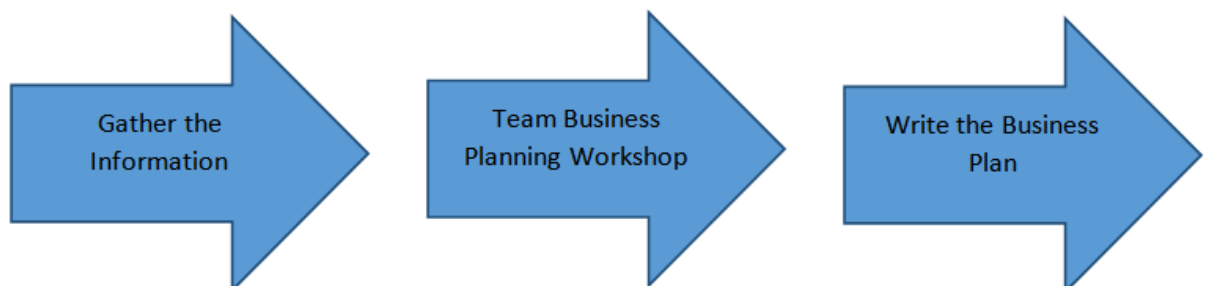 Gather the
Information
Team Business
Planning Workshop
Write the Business
Plan